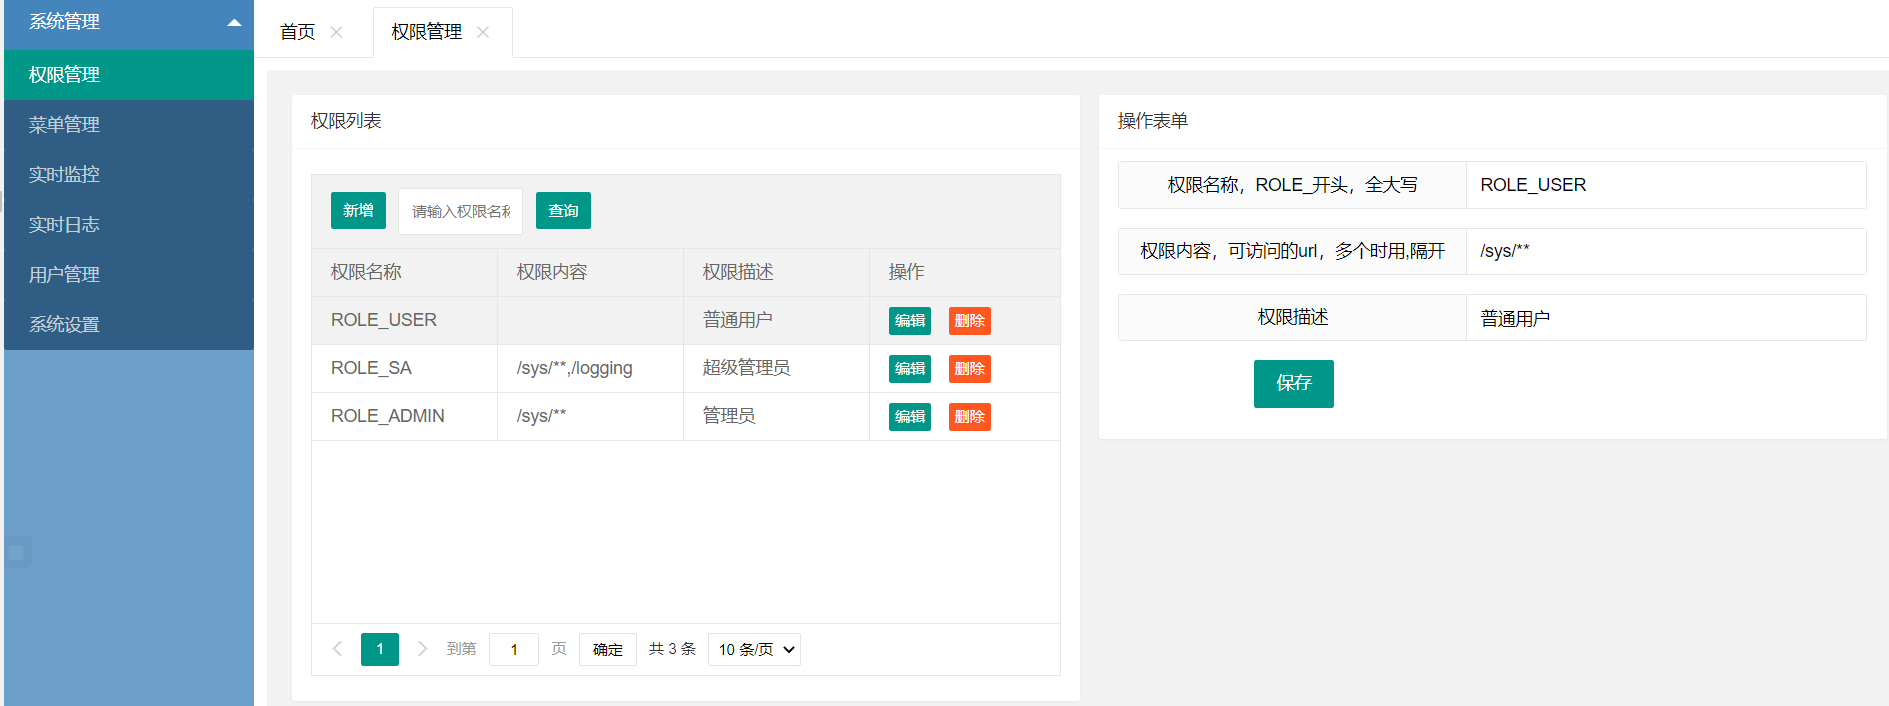 系统管理
权限管理
菜单管理
实时监控
实时日志
用户管理
系统设置
首页
权限管理
权限列表
新增
请输入权限名称
查询
权限名称 权限内容 权限描述 操作
ROLE_USER 普通用户 编辑 删除
ROLE_SA /sys/**,/logging 超级管理员 编辑 删除
ROLE_ADMIN /sys/** 管理员 编辑 删除
1 到第 1 页 确定 共 3 条 10 条/页
操作表单
权限名称，ROLE_开头，全大写 ROLE_USER
权限内容，可访问的url，多个时用,隔开 /sys/**
权限描述 普通用户
保存